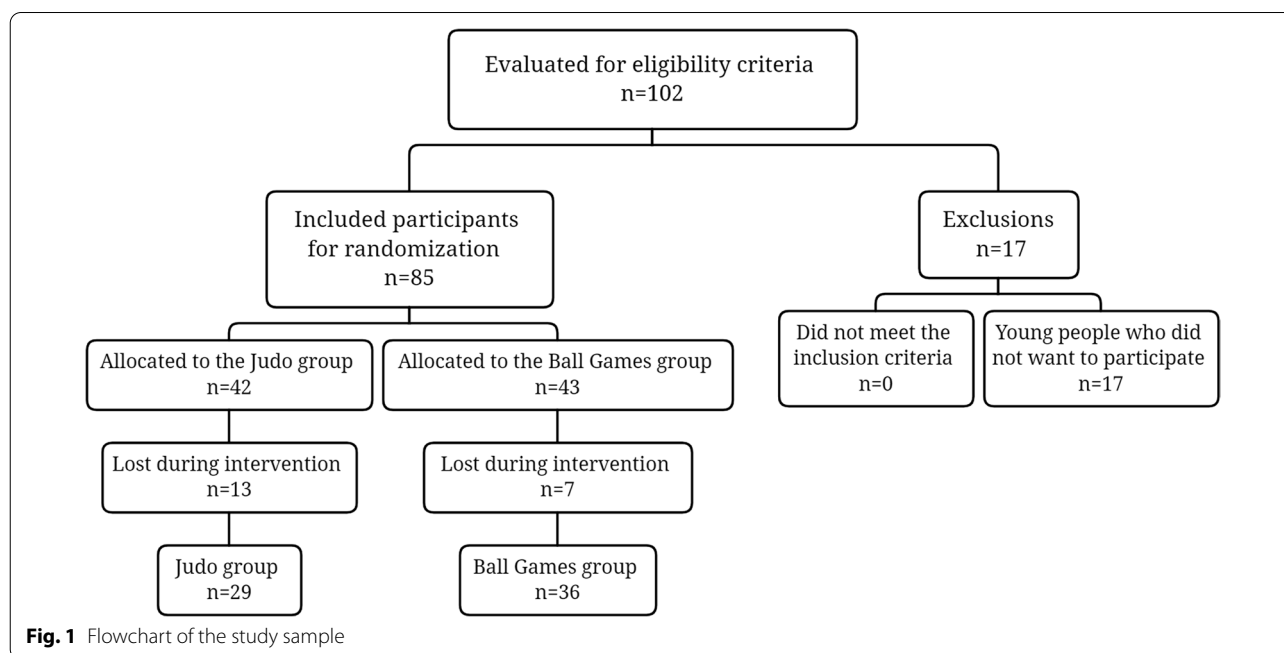 Evaluated for eligibility criteria
n=102
Included participants
for randomization
n=85
Exclusions
n=17
Allocated to the Judo group
n=42
Allocated to the Ball Games group
n=43
Did not meet the
inclusion criteria
n=0
Young people who did
not want to participate
n=17
Lost during intervention
n=13
Lost during intervention
n=7
Judo group
n=29
Ball Games group
n=36
Fig. 1 Flowchart of the study sample